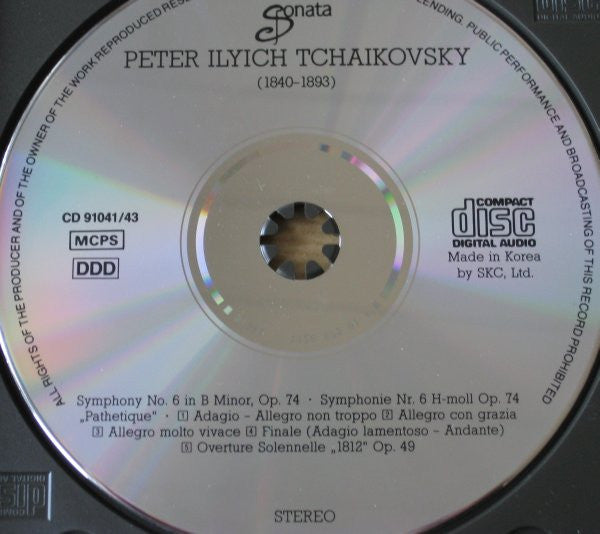 Sonata
PETER ILYICH TCHAIKOVSKY
(1840-1893)
ALL RIGHTS OF THE PRODUCER AND OF THE OWNER OF THE WORK REPRODUCED
LENDING, PUBLIC PERFORMANCE AND BROADCASTING OF THIS RECORD PROHIBITED
CD 91041/43
MCPS
DDD
COMPACT
disc
DIGITAL AUDIO
Made in Korea
by SKC, Ltd.
Symphony No. 6 in B Minor, Op. 74 · Symphonie Nr. 6 H-moll Op. 74
„Pathetique" · 1 Adagio - Allegro non troppo 2 Allegro con grazia
3 Allegro molto vivace 4 Finale (Adagio lamentoso - Andante)
5 Overture Solennelle „1812" Op. 49
STEREO